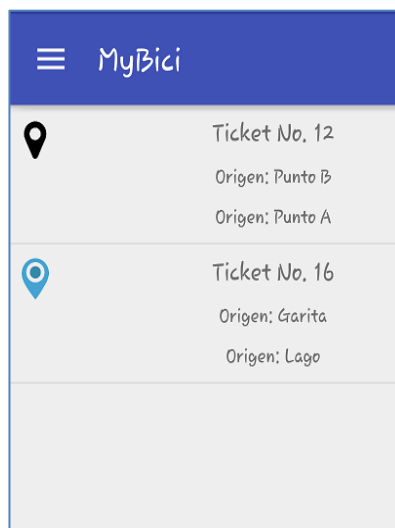 MyBici
Ticket No. 12
Origen: Punto B
Origen: Punto A
Ticket No. 16
Origen: Garita
Origen: Lago